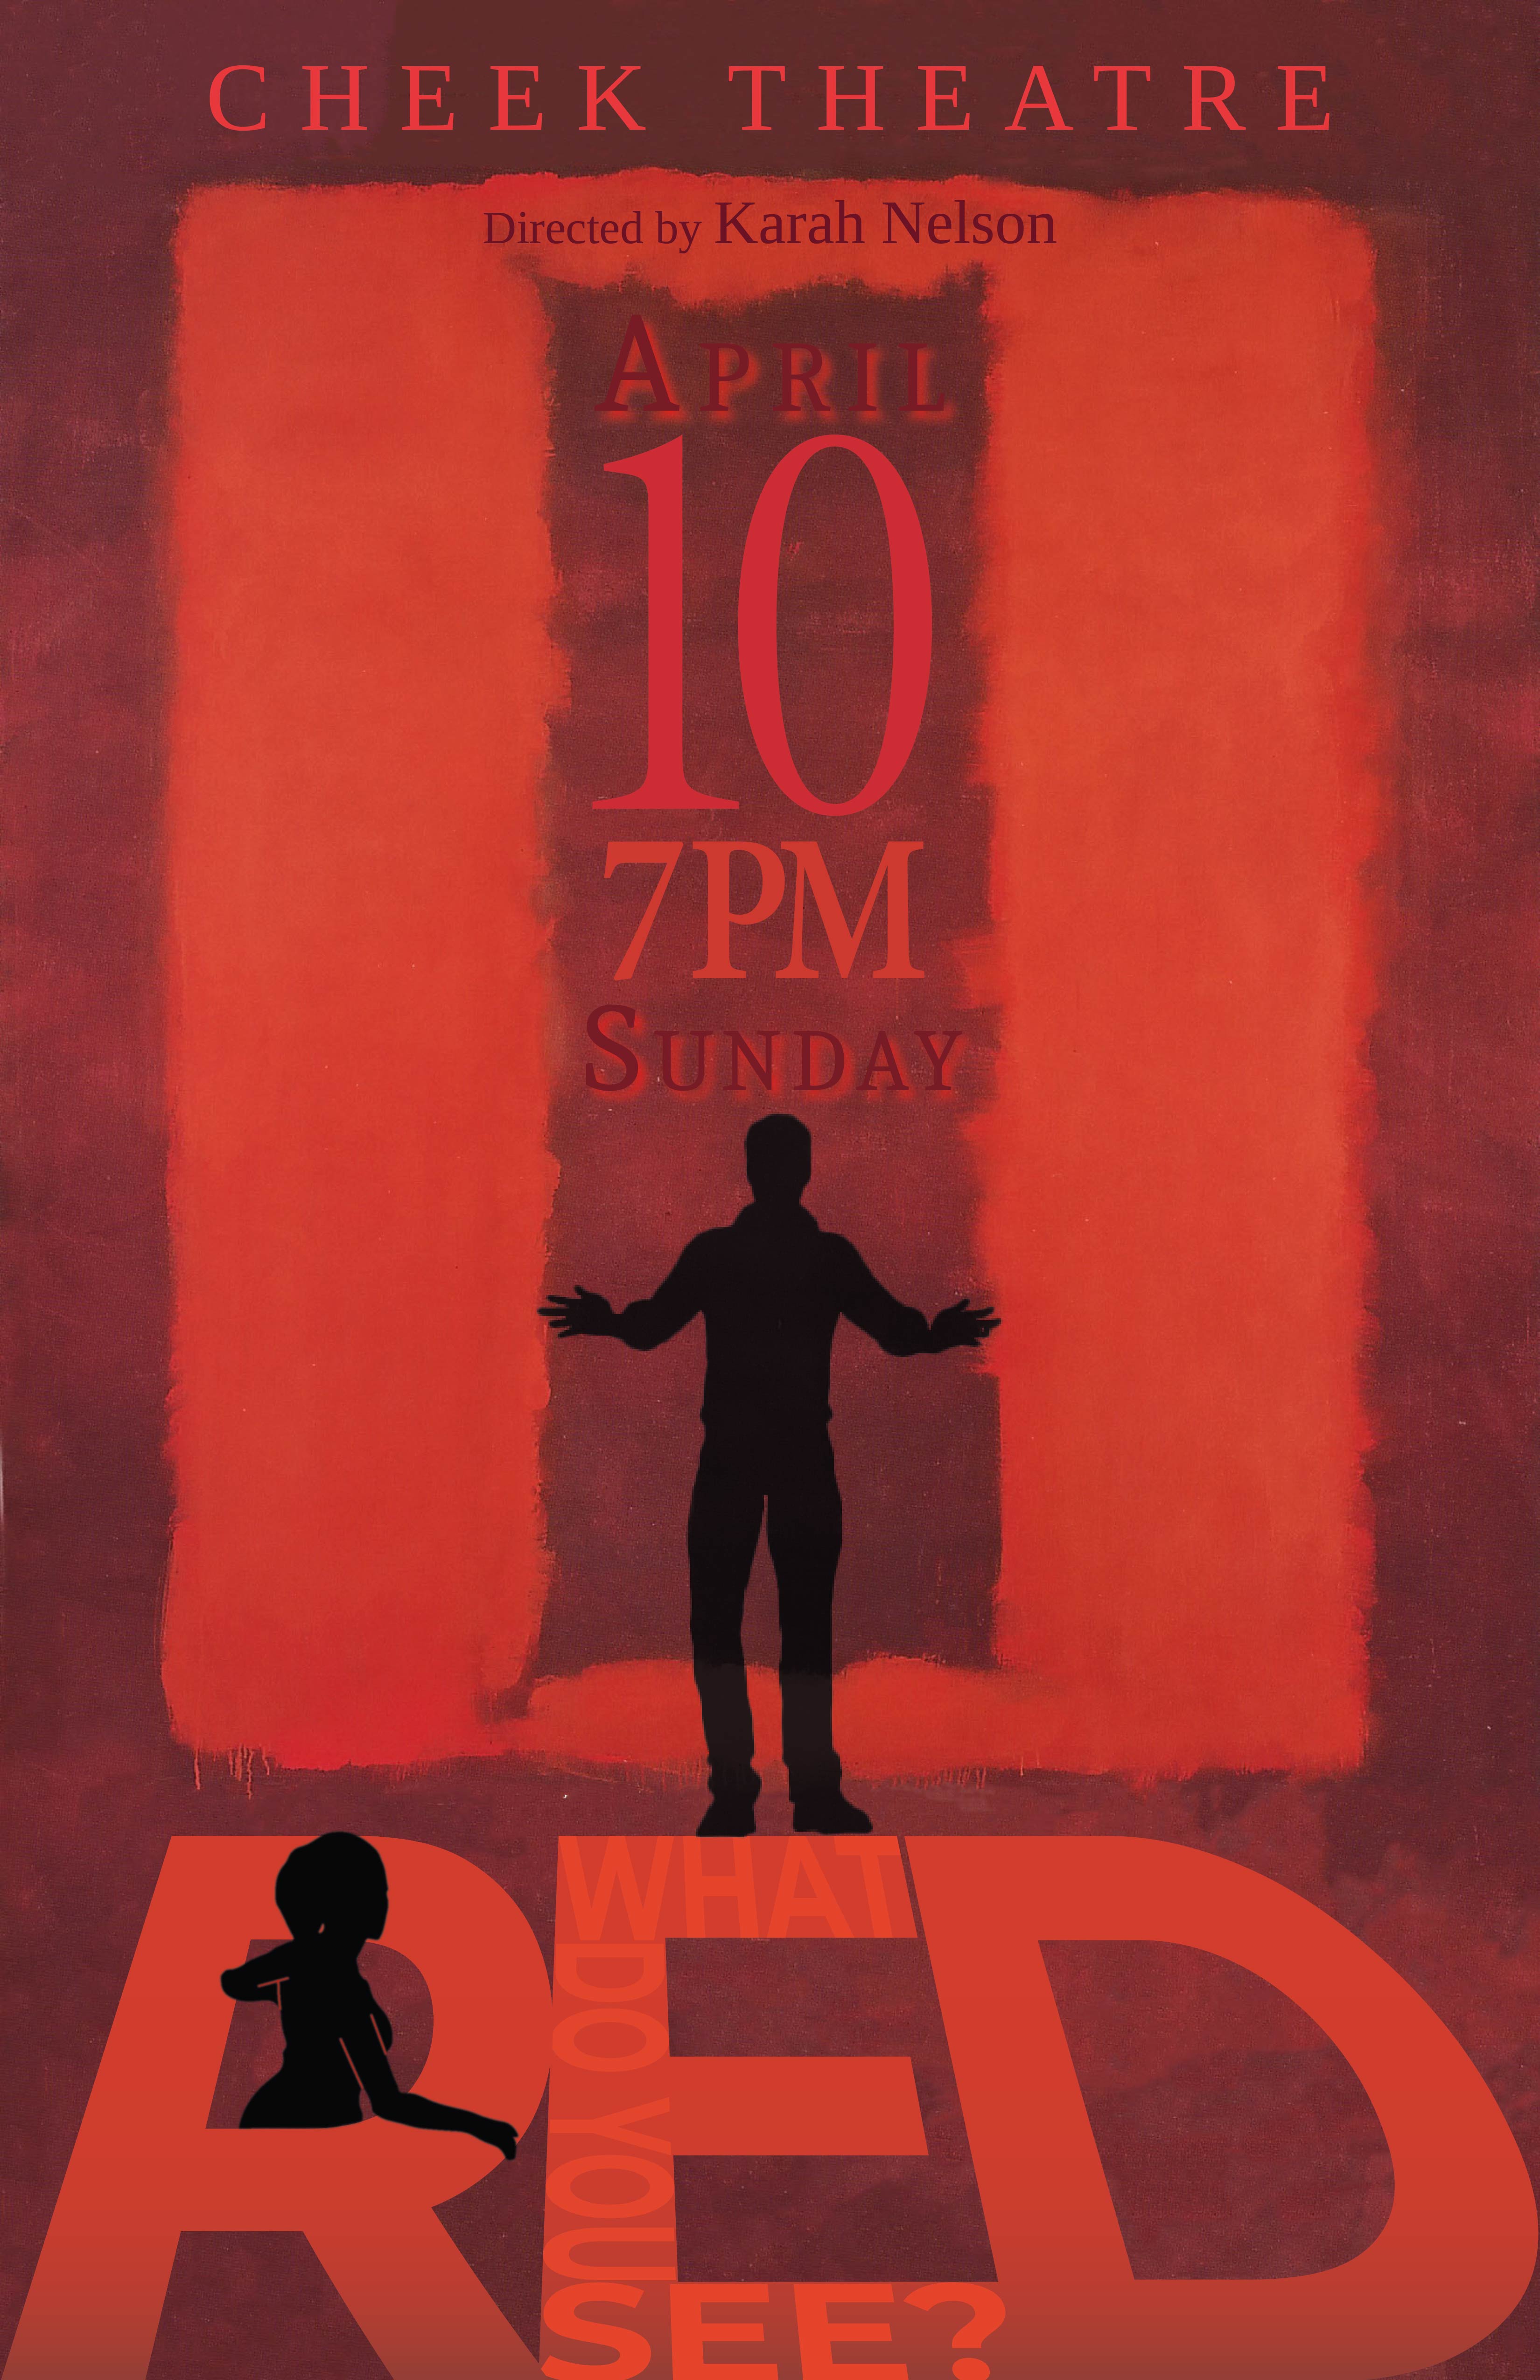 CHEEK THEATRE
Directed by Karah Nelson
APRIL
10
7PM
SUNDAY
RED
WHAT
DO YOU
SEE?